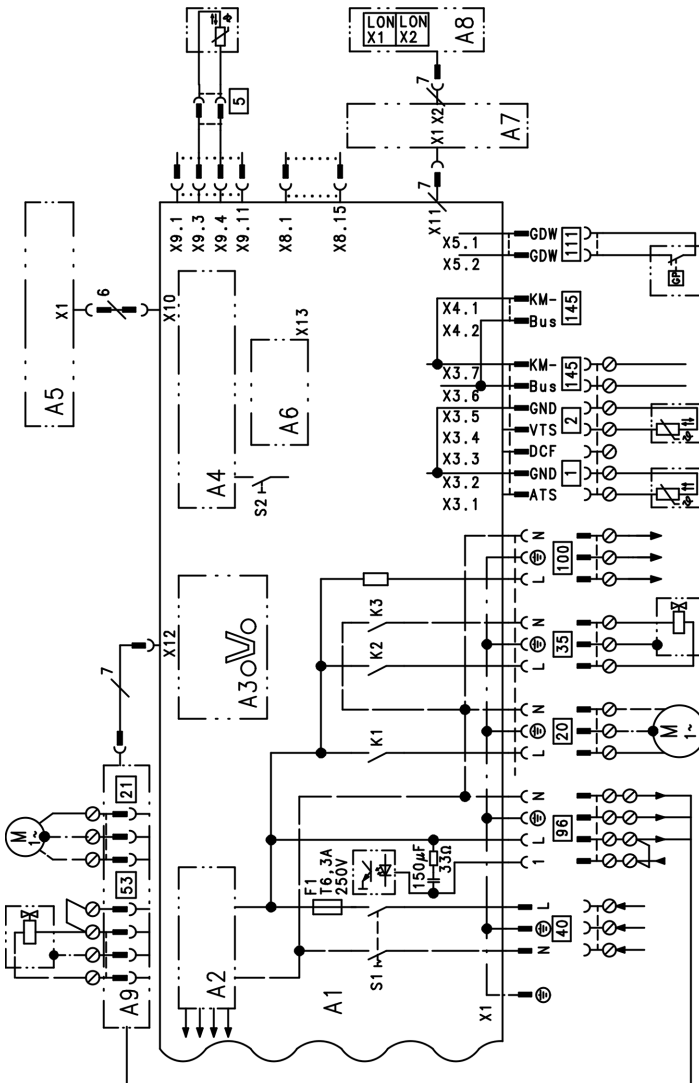 LON LON
X1 X2
A8
5
7
X1 X2
A7
A5
X1
6
X10
X9.1
X9.3
X9.4
X9.11
X8.1
X8.15
7
X11
X5.1
X5.2
GDW
GDW
111
GP
X4.1
X4.2
KM-
Bus
145
X3.7
X3.6
X3.5
X3.4
X3.3
X3.2
X3.1
KM-
Bus
GND
VTS
DCF
GND
ATS
145
2
1
A4
S2
X13
A6
X12
A3
7
K3
K2
K1
N
L
100
N
L
35
N
L
20
M
1~
N
L
1
96
L
N
40
F1
T6,3A
250V
150µF
33Ω
S1
A1
A2
X1
A9
21
53
M
1~